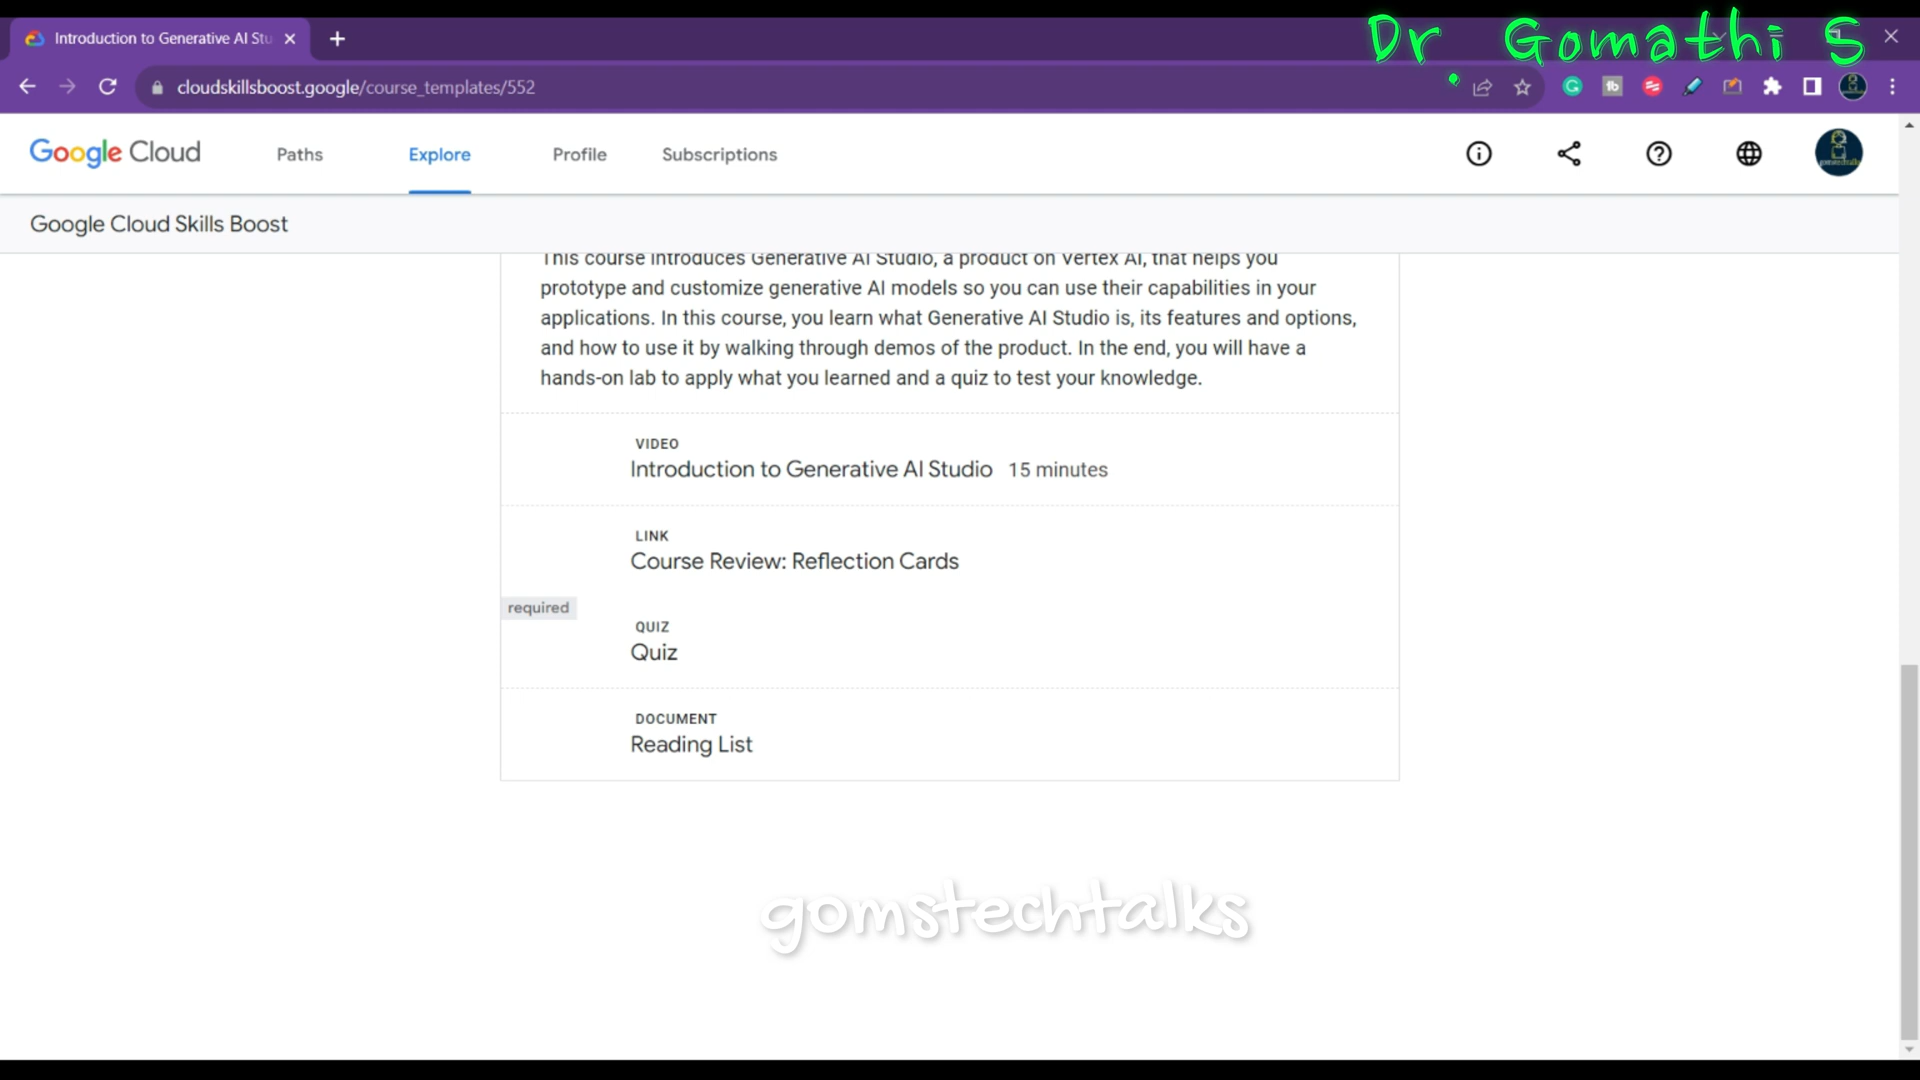 Introduction to Generative AI Stu
Dr. Gomathi S
cloudskillsboost.google/course_templates/552
Google Cloud
Paths
Explore
Profile
Subscriptions
Google Cloud Skills Boost
This course introduces Generative AI Studio, a product on Vertex AI, that helps you
prototype and customize generative AI models so you can use their capabilities in your
applications. In this course, you learn what Generative AI Studio is, its features and options,
and how to use it by walking through demos of the product. In the end, you will have a
hands-on lab to apply what you learned and a quiz to test your knowledge.
VIDEO
Introduction to Generative AI Studio 15 minutes
LINK
Course Review: Reflection Cards
required
QUIZ
Quiz
DOCUMENT
Reading List
gomstechtalks